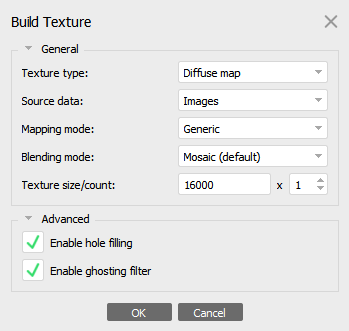 Build Texture
General
Texture type: Diffuse map
Source data: Images
Mapping mode: Generic
Blending mode: Mosaic (default)
Texture size/count: 16000 x 1
Advanced
Enable hole filling
Enable ghosting filter
OK Cancel